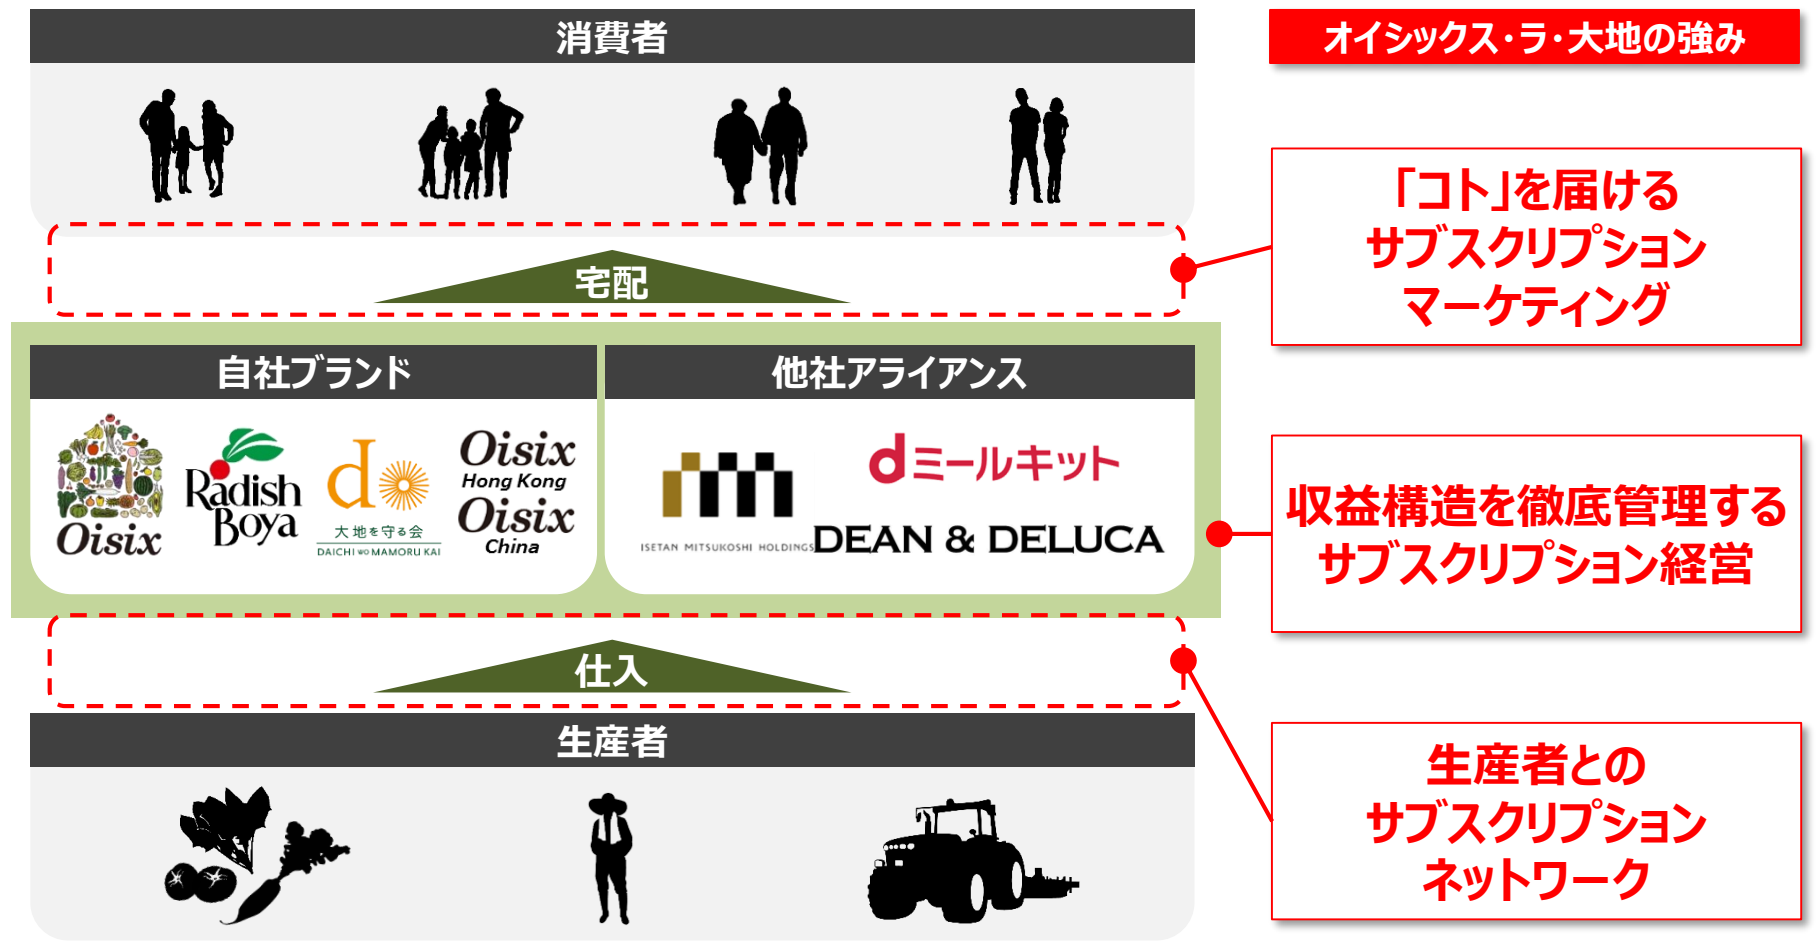 消費者
オイシックス・ラ・大地の強み
「コト」を届ける
サブスクリプション
マーケティング
宅配
自社ブランド
他社アライアンス
Oisix
Radish
Boya
do
大地を守る会
DAICHI WO MAMORU KAI
Oisix
Hong Kong
Oisix
China
ISETAN MITSUKOSHI HOLDINGS
dミールキット
DEAN & DELUCA
収益構造を徹底管理する
サブスクリプション経営
仕入
生産者
生産者との
サブスクリプション
ネットワーク